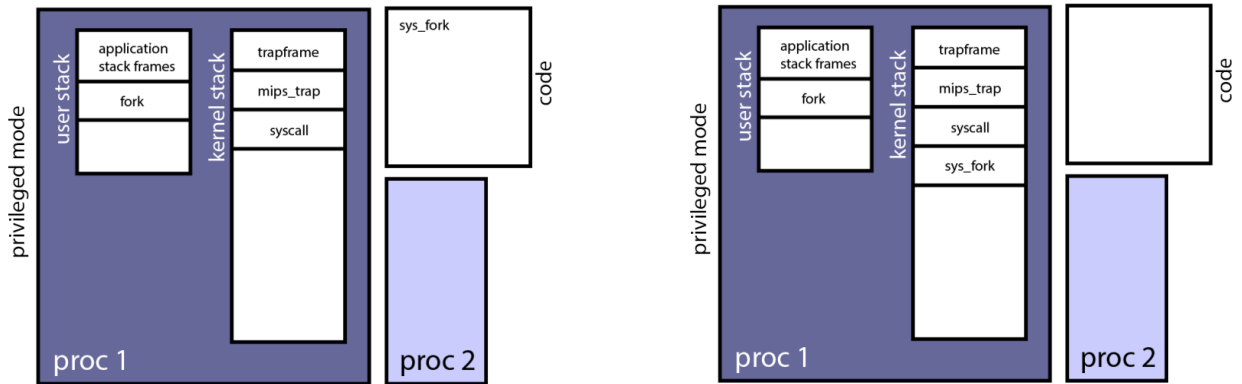 privileged mode
user stack
application
stack frames
fork
kernel stack
trapframe
mips_trap
syscall
proc 1
sys_fork
code
proc 2
privileged mode
user stack
application
stack frames
fork
kernel stack
trapframe
mips_trap
syscall
sys_fork
proc 1
code
proc 2